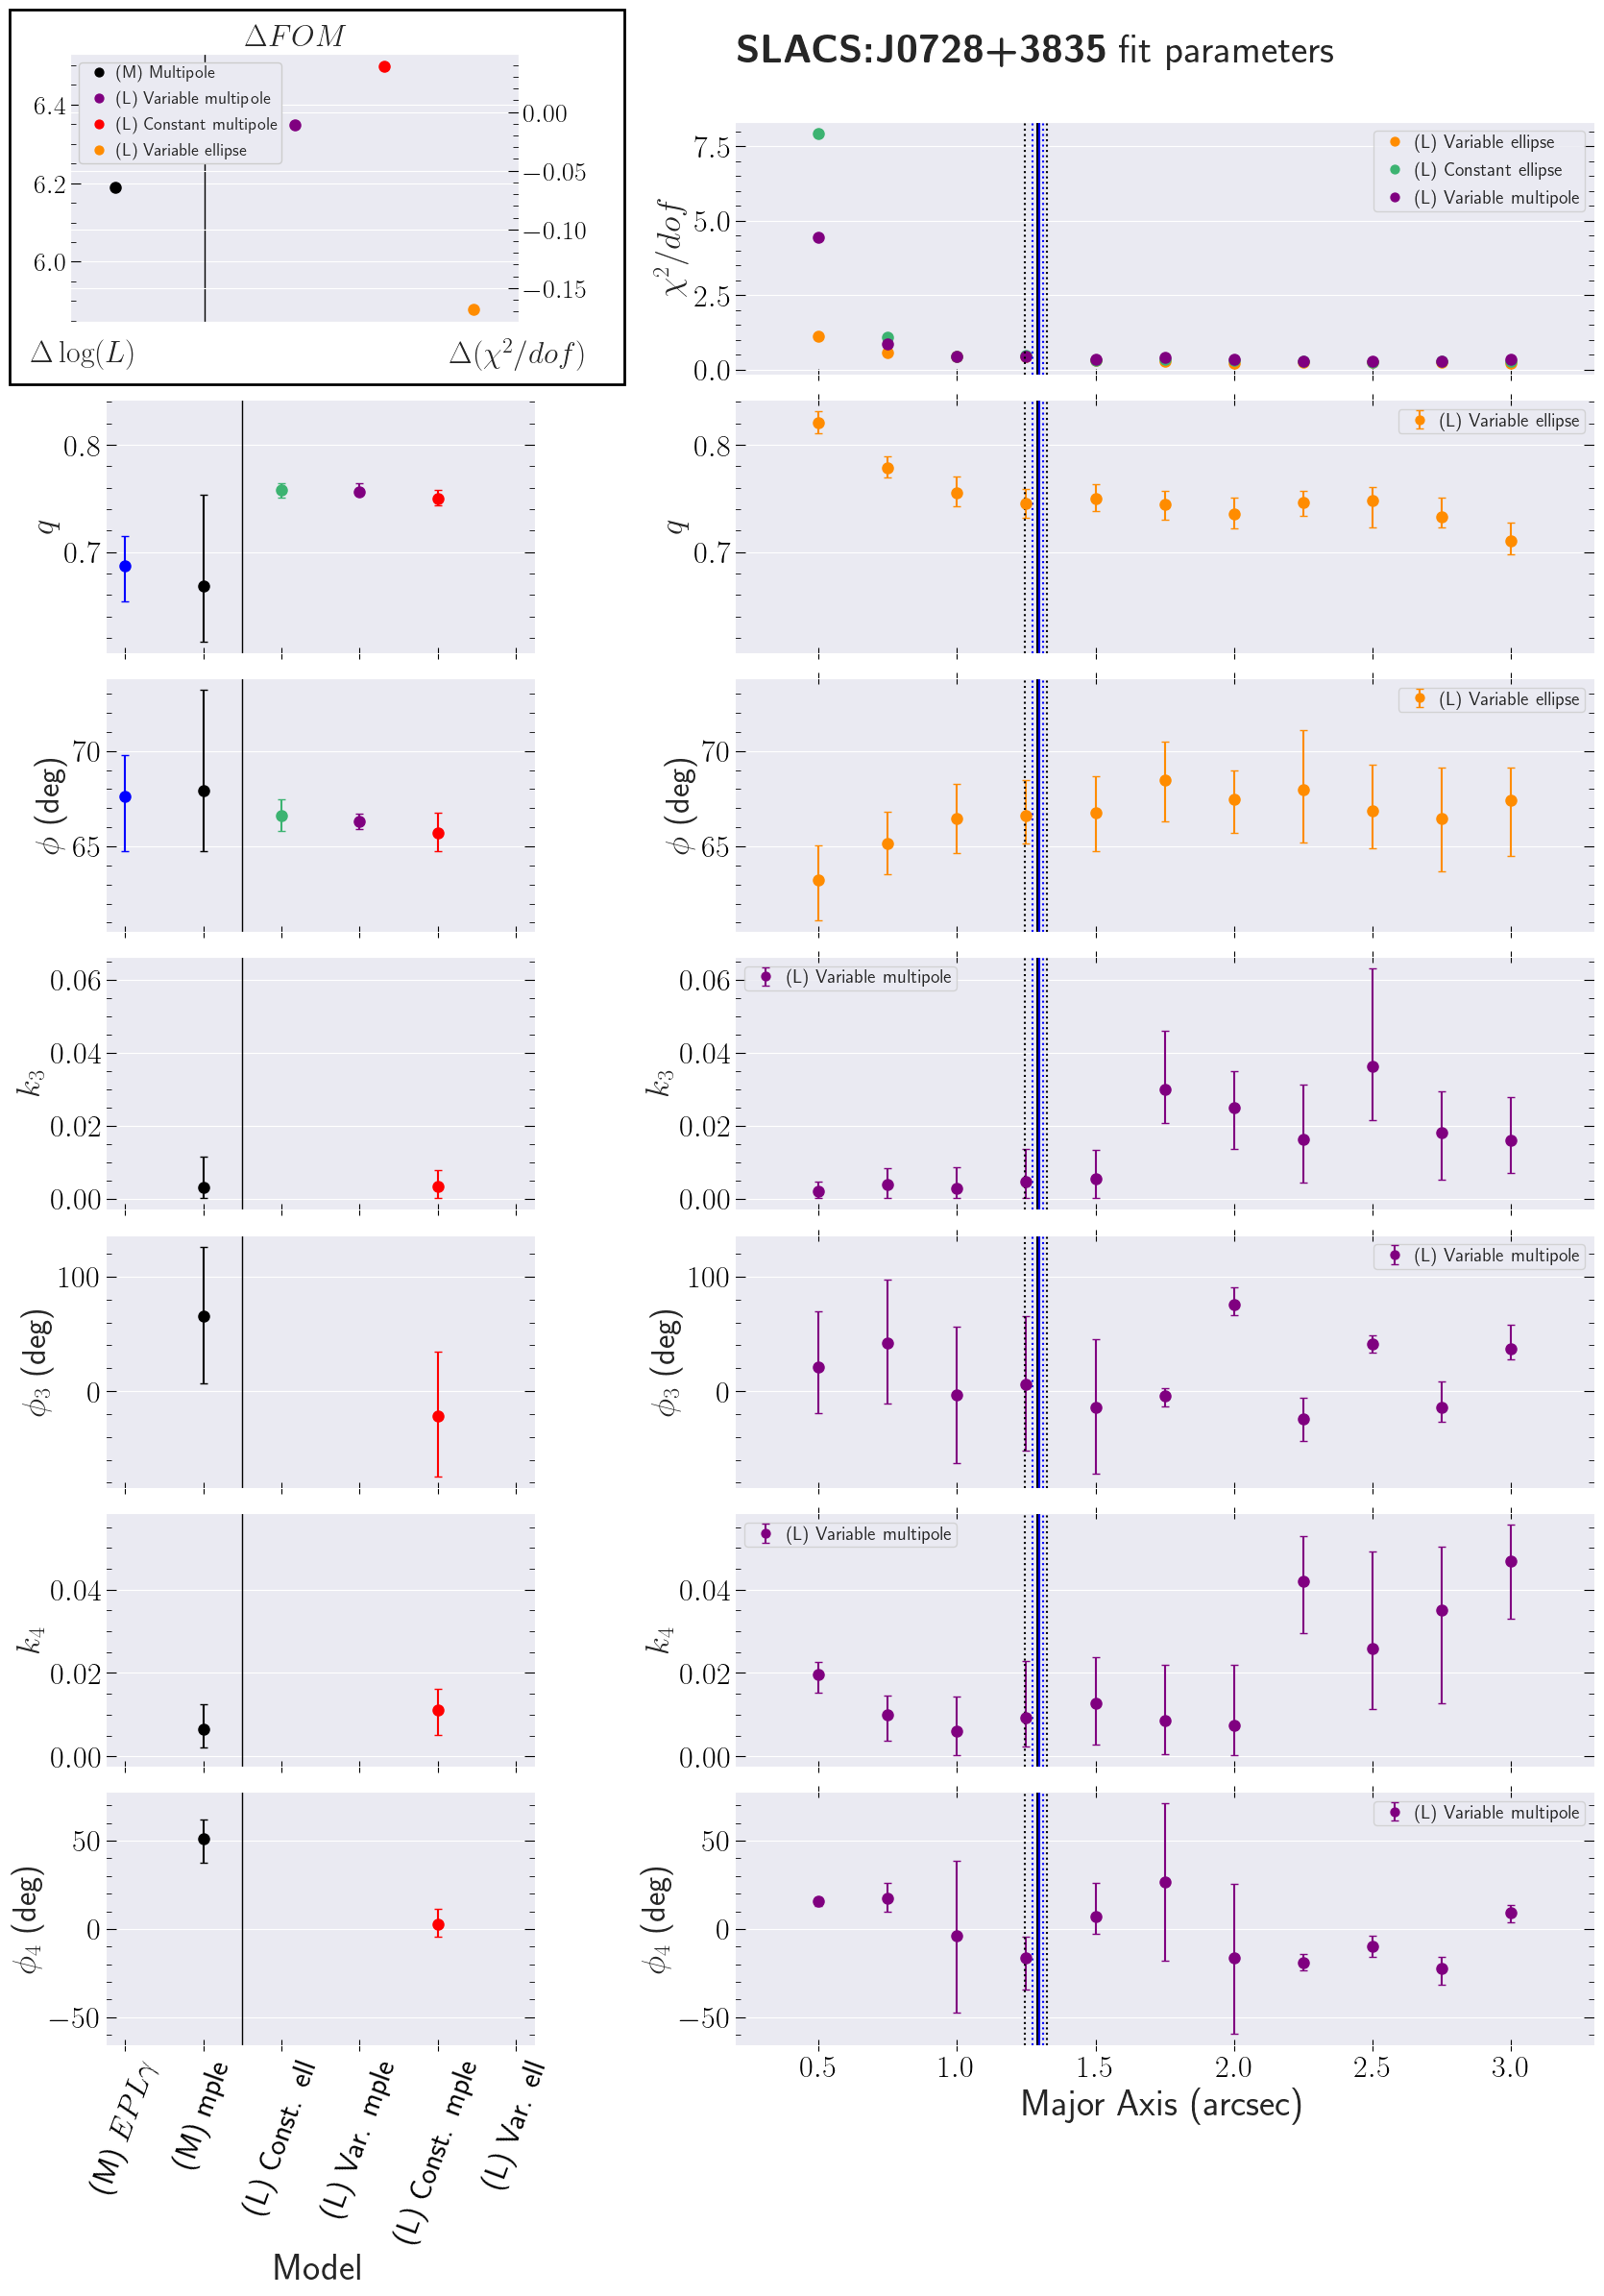 ΔFOM
(M) Multipole
(L) Variable multipole
(L) Constant multipole
(L) Variable ellipse
6.4
6.2
6.0
0.00
−0.05
−0.10
−0.15
Δ log(L)
Δ(χ²/dof)
SLACS:J0728+3835 fit parameters
χ²/dof
7.5
5.0
2.5
0.0
(L) Variable ellipse
(L) Constant ellipse
(L) Variable multipole
q
0.8
0.7
q
0.8
0.7
(L) Variable ellipse
ϕ (deg)
70
65
ϕ (deg)
70
65
(L) Variable ellipse
k₃
0.06
0.04
0.02
0.00
k₃
0.06
0.04
0.02
0.00
(L) Variable multipole
ϕ₃ (deg)
100
0
ϕ₃ (deg)
100
0
(L) Variable multipole
k₄
0.04
0.02
0.00
k₄
0.04
0.02
0.00
(L) Variable multipole
ϕ₄ (deg)
50
0
−50
ϕ₄ (deg)
50
0
−50
(L) Variable multipole
(M) EPLγ
(M) mple
(L) Const. ell
(L) Var. mple
(L) Const. mple
(L) Var. ell
Model
0.5 1.0 1.5 2.0 2.5 3.0
Major Axis (arcsec)